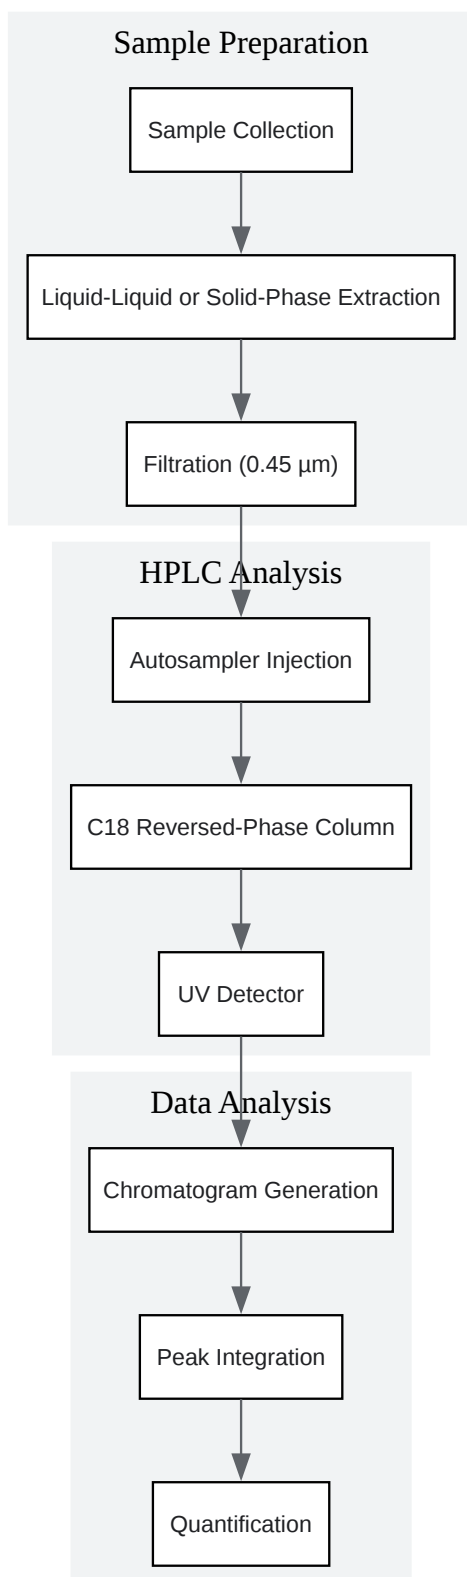 Sample Preparation
Sample Collection
Liquid-Liquid or Solid-Phase Extraction
Filtration (0.45 µm)
HPLC Analysis
Autosampler Injection
C18 Reversed-Phase Column
UV Detector
Data Analysis
Chromatogram Generation
Peak Integration
Quantification